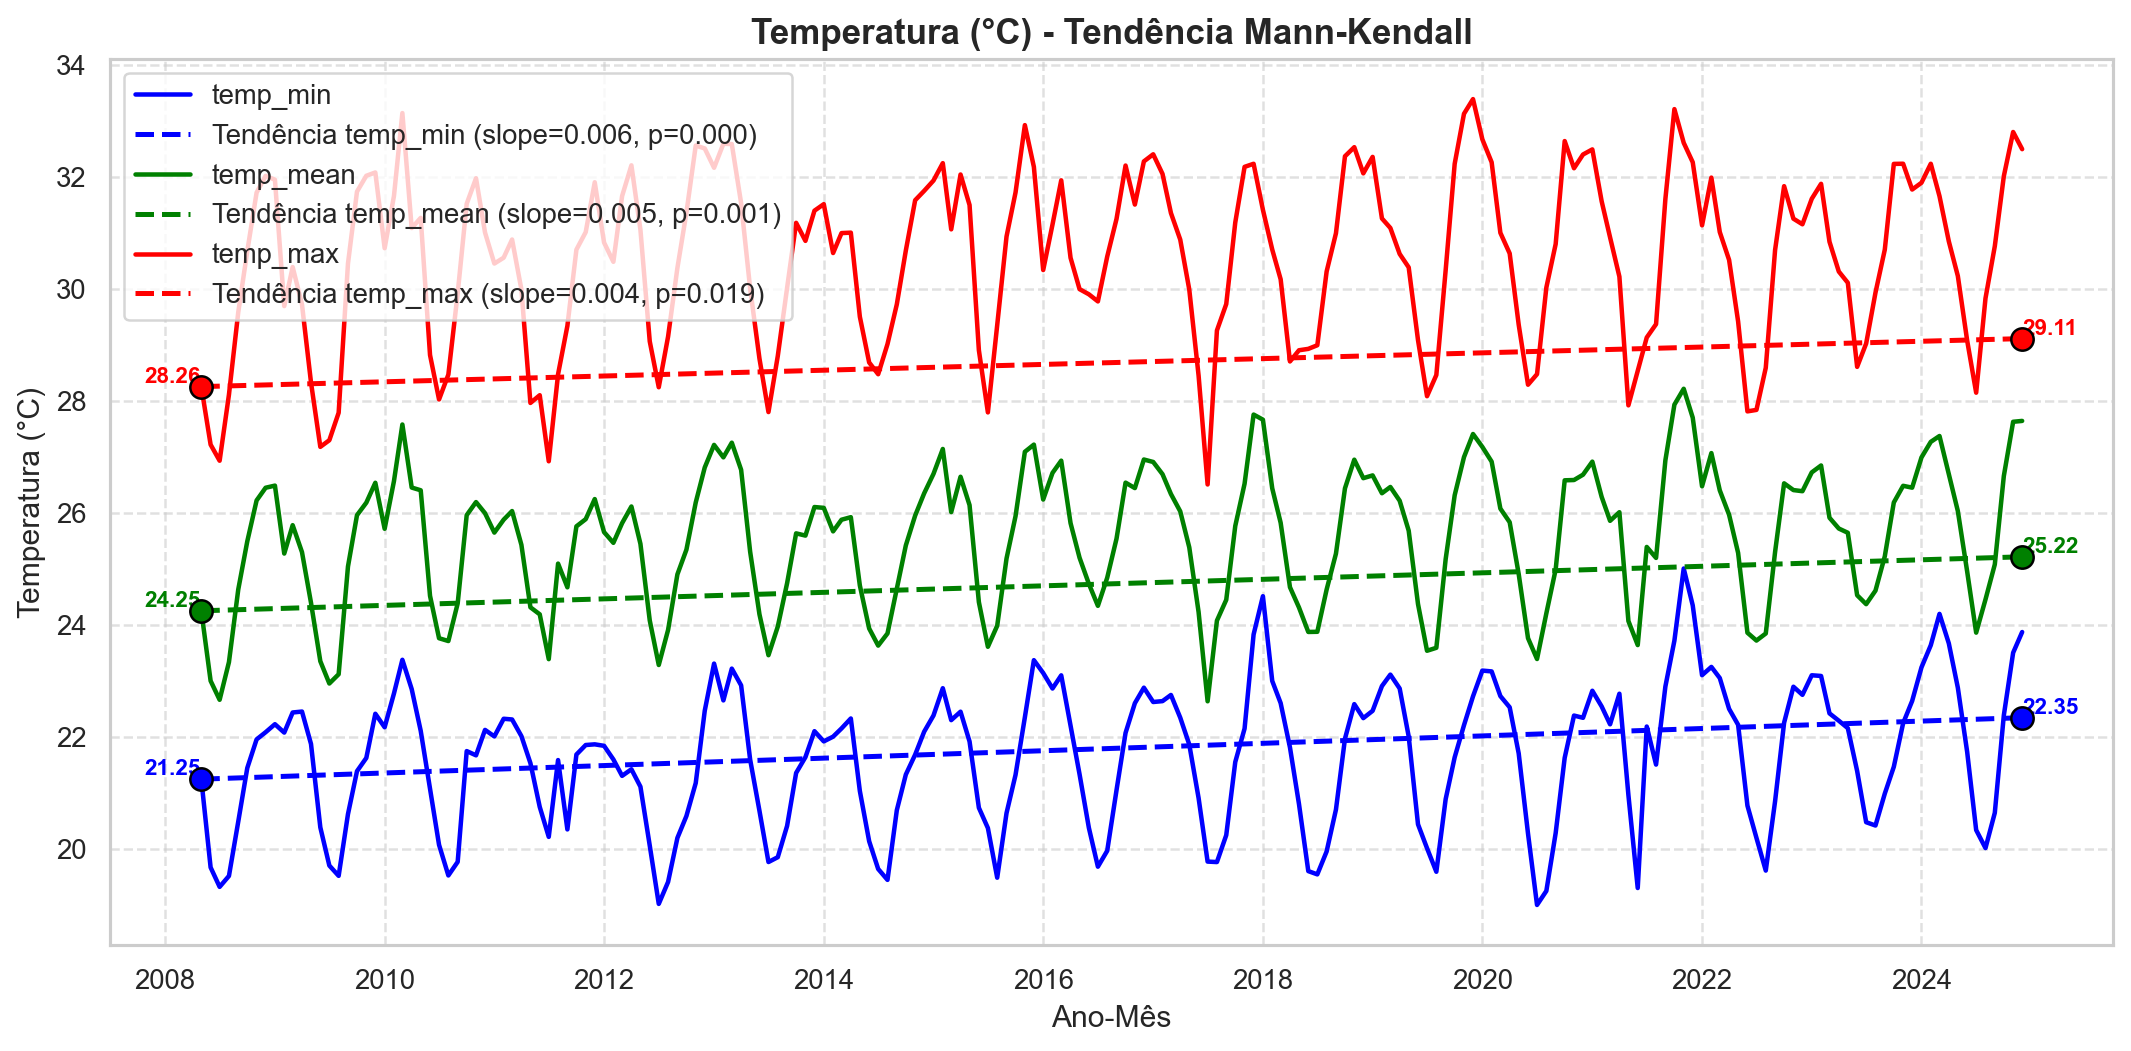 Temperatura (°C) - Tendência Mann-Kendall
34
32
30
28
26
24
22
20
Temperatura (°C)
temp_min
Tendência temp_min (slope=0.006, p=0.000)
temp_mean
Tendência temp_mean (slope=0.005, p=0.001)
temp_max
Tendência temp_max (slope=0.004, p=0.019)
28.26
29.11
24.25
25.22
21.25
22.35
2008
2010
2012
2014
2016
2018
2020
2022
2024
Ano-Mês